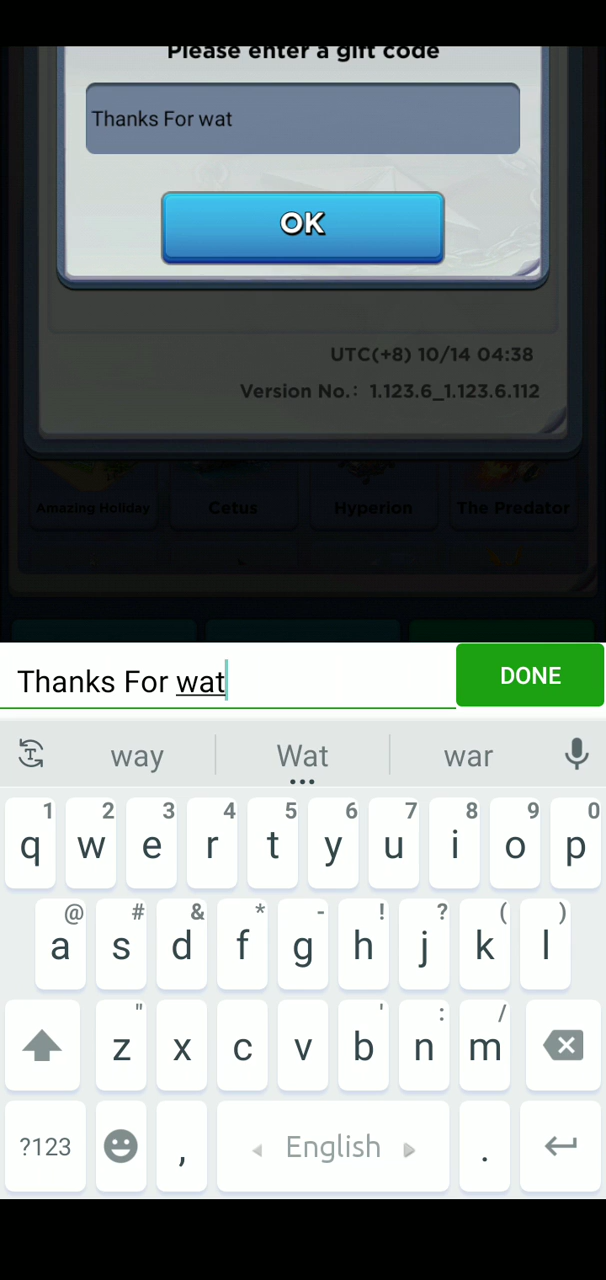 Please enter a gift code
Thanks For wat
OK
UTC(+8) 10/14 04:38
Version No.: 1.123.6_1.123.6.112
Amazing Holiday Cetus Hyperion The Predator
Thanks For wat DONE
way Wat war
1 2 3 4 5 6 7 8 9 0
q w e r t y u i o p
@ # & * - ! ? ( )
a s d f g h j k l
" ' : /
z x c v b n m
?123 , English .